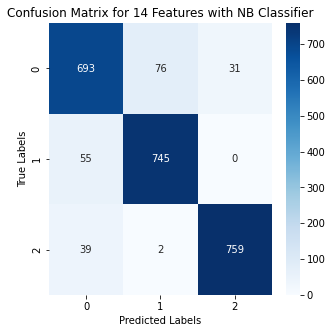 Confusion Matrix for 14 Features with NB Classifier
True Labels
0 693 76 31
1 55 745 0
2 39 2 759
0 1 2
Predicted Labels
700
600
500
400
300
200
100
0